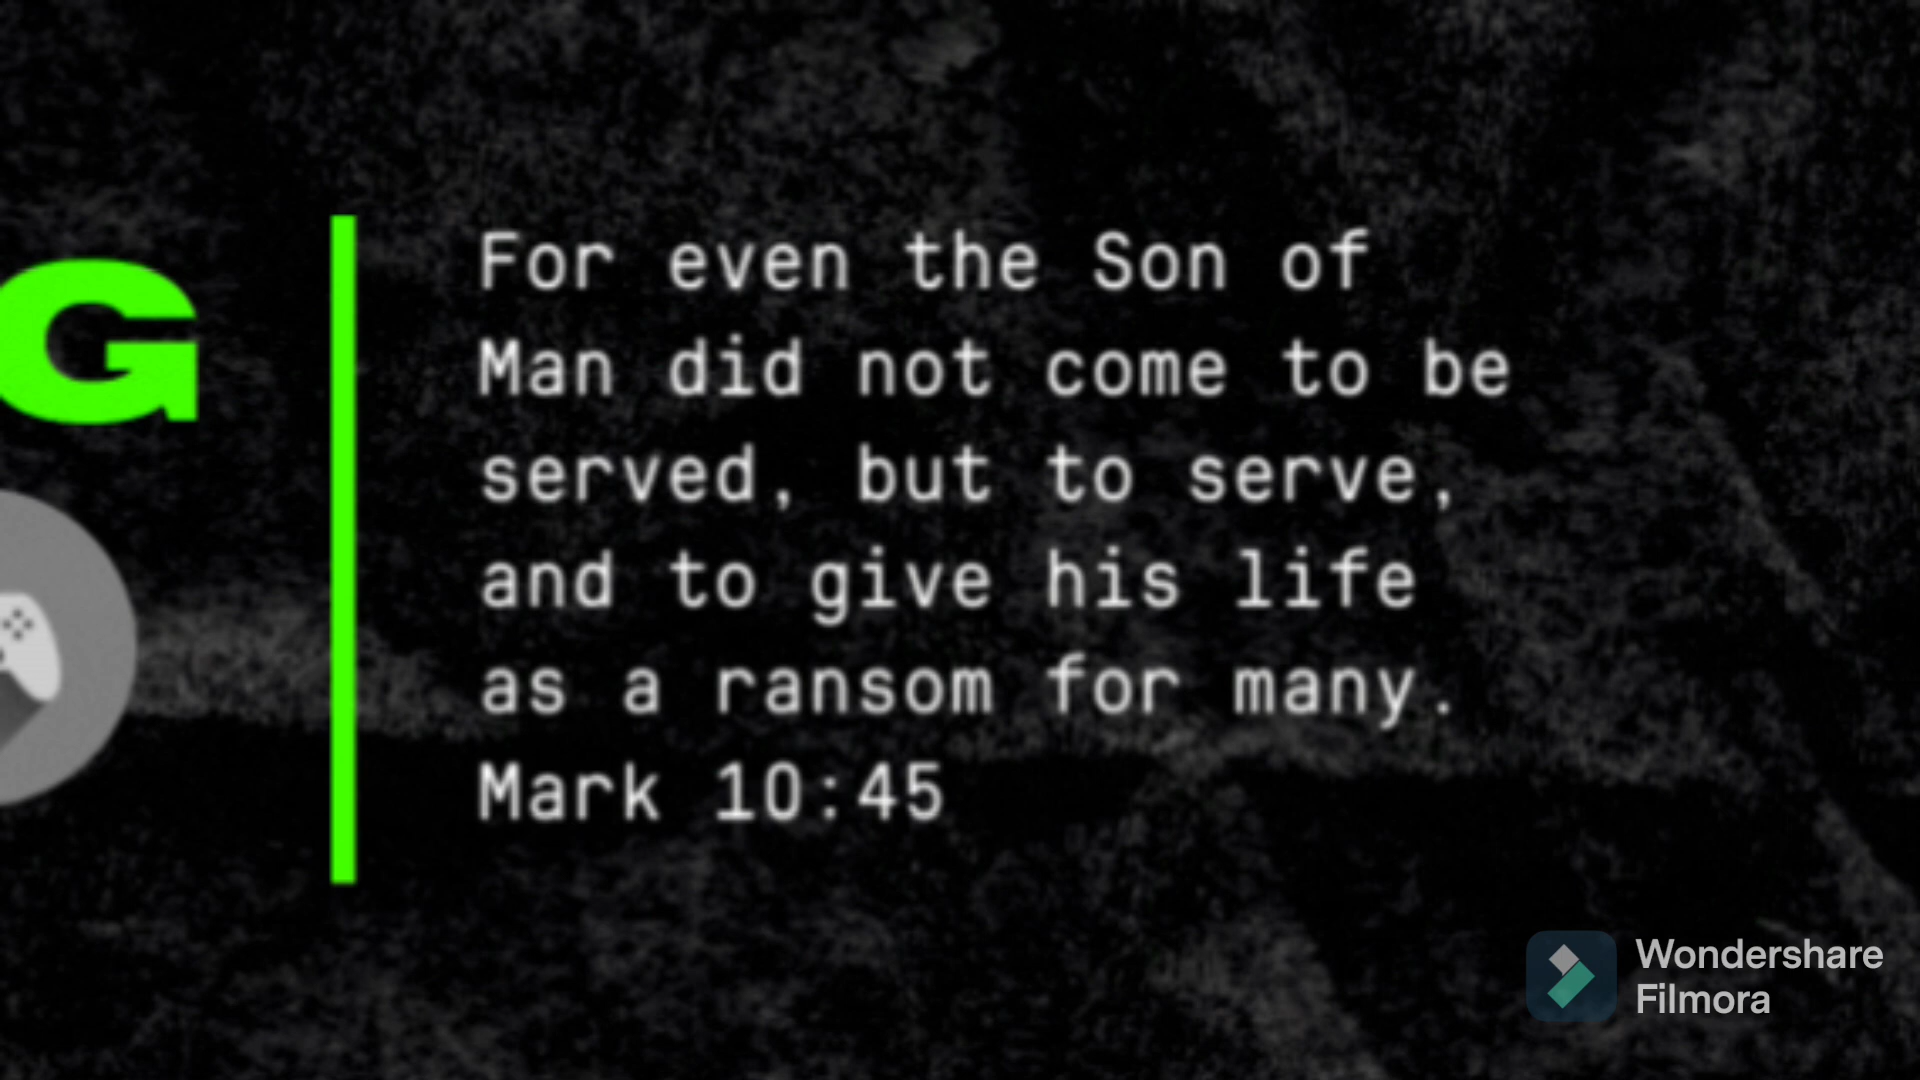 G
For even the Son of
Man did not come to be
served, but to serve,
and to give his life
as a ransom for many.
Mark 10:45
Wondershare
Filmora